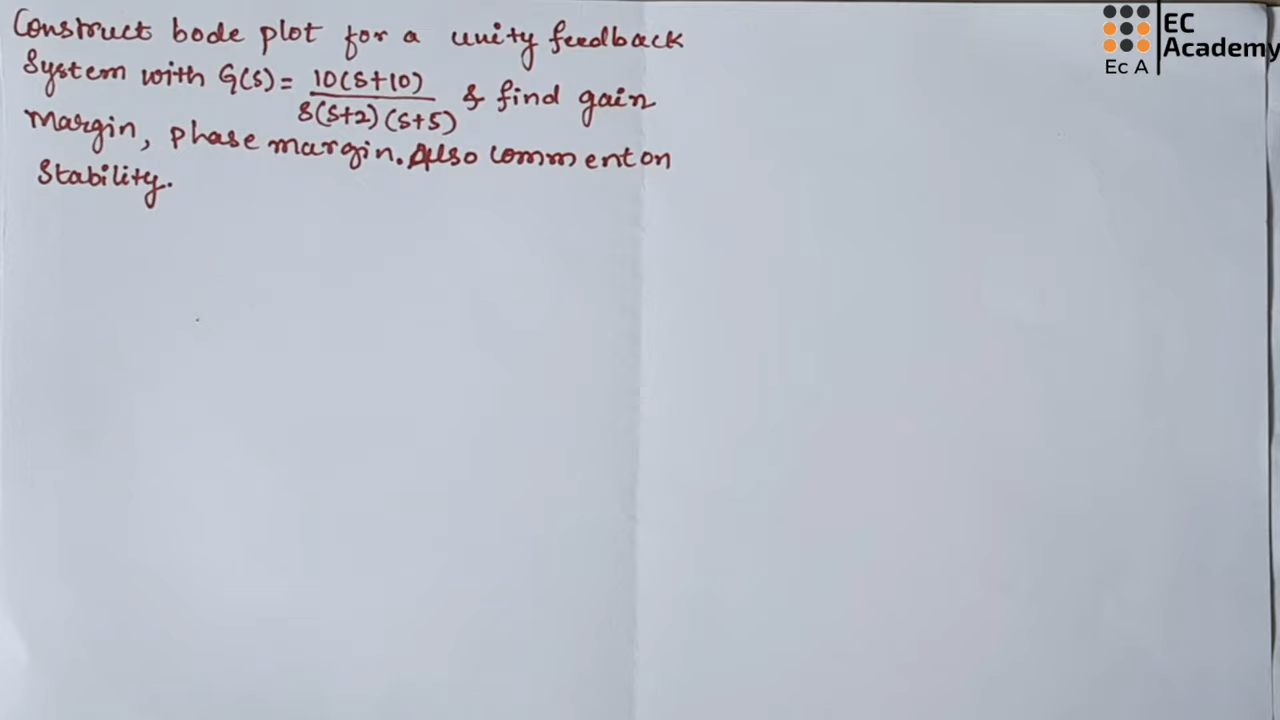 Construct bode plot for a unity feedback
System with G(s) = 10(s+10) / s(s+2)(s+5) & find gain
margin, phase margin. Also comment on
Stability.
EC
Academy
Ec A